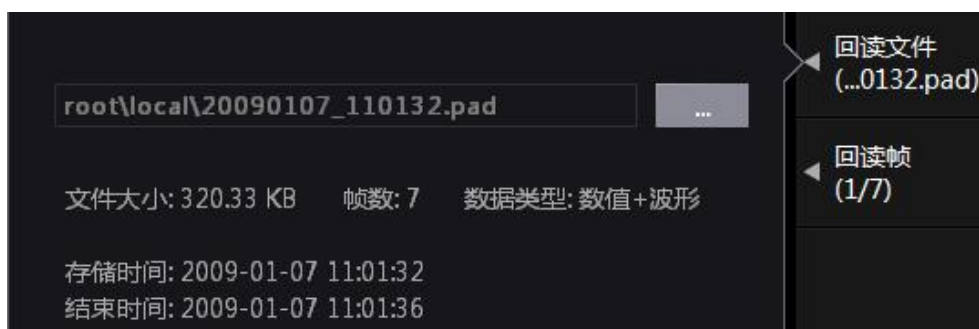 root\local\20090107_110132.pad
...
文件大小: 320.33 KB 帧数: 7 数据类型: 数值+波形
存储时间: 2009-01-07 11:01:32
结束时间: 2009-01-07 11:01:36
回读文件
(...0132.pad)
回读帧
(1/7)